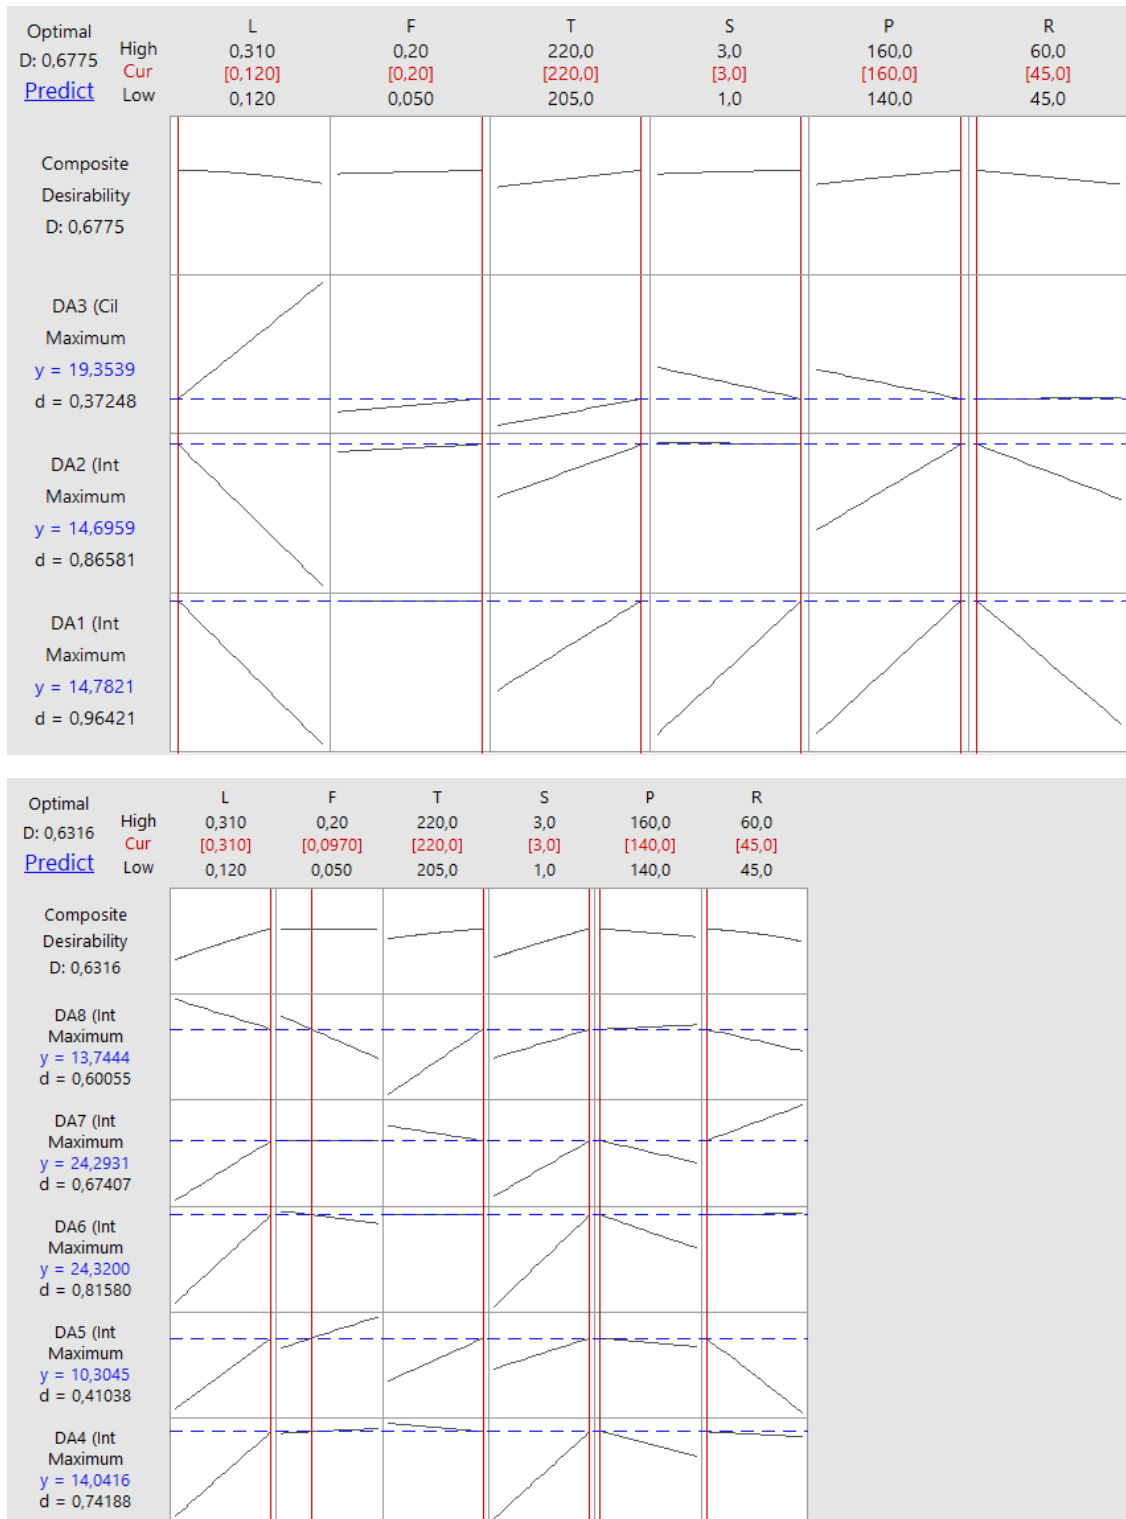 Optimal L F T S P R
D: 0,6775 High 0,310 0,20 220,0 3,0 160,0 60,0
Cur [0,120] [0,20] [220,0] [3,0] [160,0] [45,0]
Predict Low 0,120 0,050 205,0 1,0 140,0 45,0
Composite
Desirability
D: 0,6775
DA3 (Cil
Maximum
y = 19,3539
d = 0,37248
DA2 (Int
Maximum
y = 14,6959
d = 0,86581
DA1 (Int
Maximum
y = 14,7821
d = 0,96421
Optimal L F T S P R
D: 0,6316 High 0,310 0,20 220,0 3,0 160,0 60,0
Cur [0,310] [0,0970] [220,0] [3,0] [140,0] [45,0]
Predict Low 0,120 0,050 205,0 1,0 140,0 45,0
Composite
Desirability
D: 0,6316
DA8 (Int
Maximum
y = 13,7444
d = 0,60055
DA7 (Int
Maximum
y = 24,2931
d = 0,67407
DA6 (Int
Maximum
y = 24,3200
d = 0,81580
DA5 (Int
Maximum
y = 10,3045
d = 0,41038
DA4 (Int
Maximum
y = 14,0416
d = 0,74188